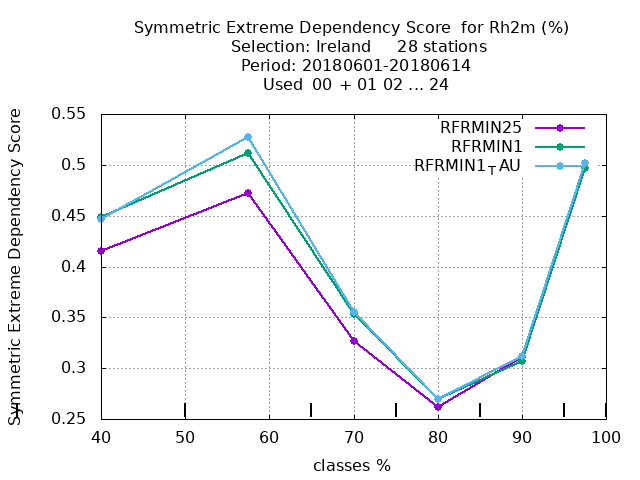 Symmetric Extreme Dependency Score for Rh2m (%)
Selection: Ireland 28 stations
Period: 20180601-20180614
Used 00 + 01 02 ... 24
Symmetric Extreme Dependency Score
0.55
0.5
0.45
0.4
0.35
0.3
0.25
RFRMIN25
RFRMIN1
RFRMIN1TAU
40 50 60 70 80 90 100
classes %